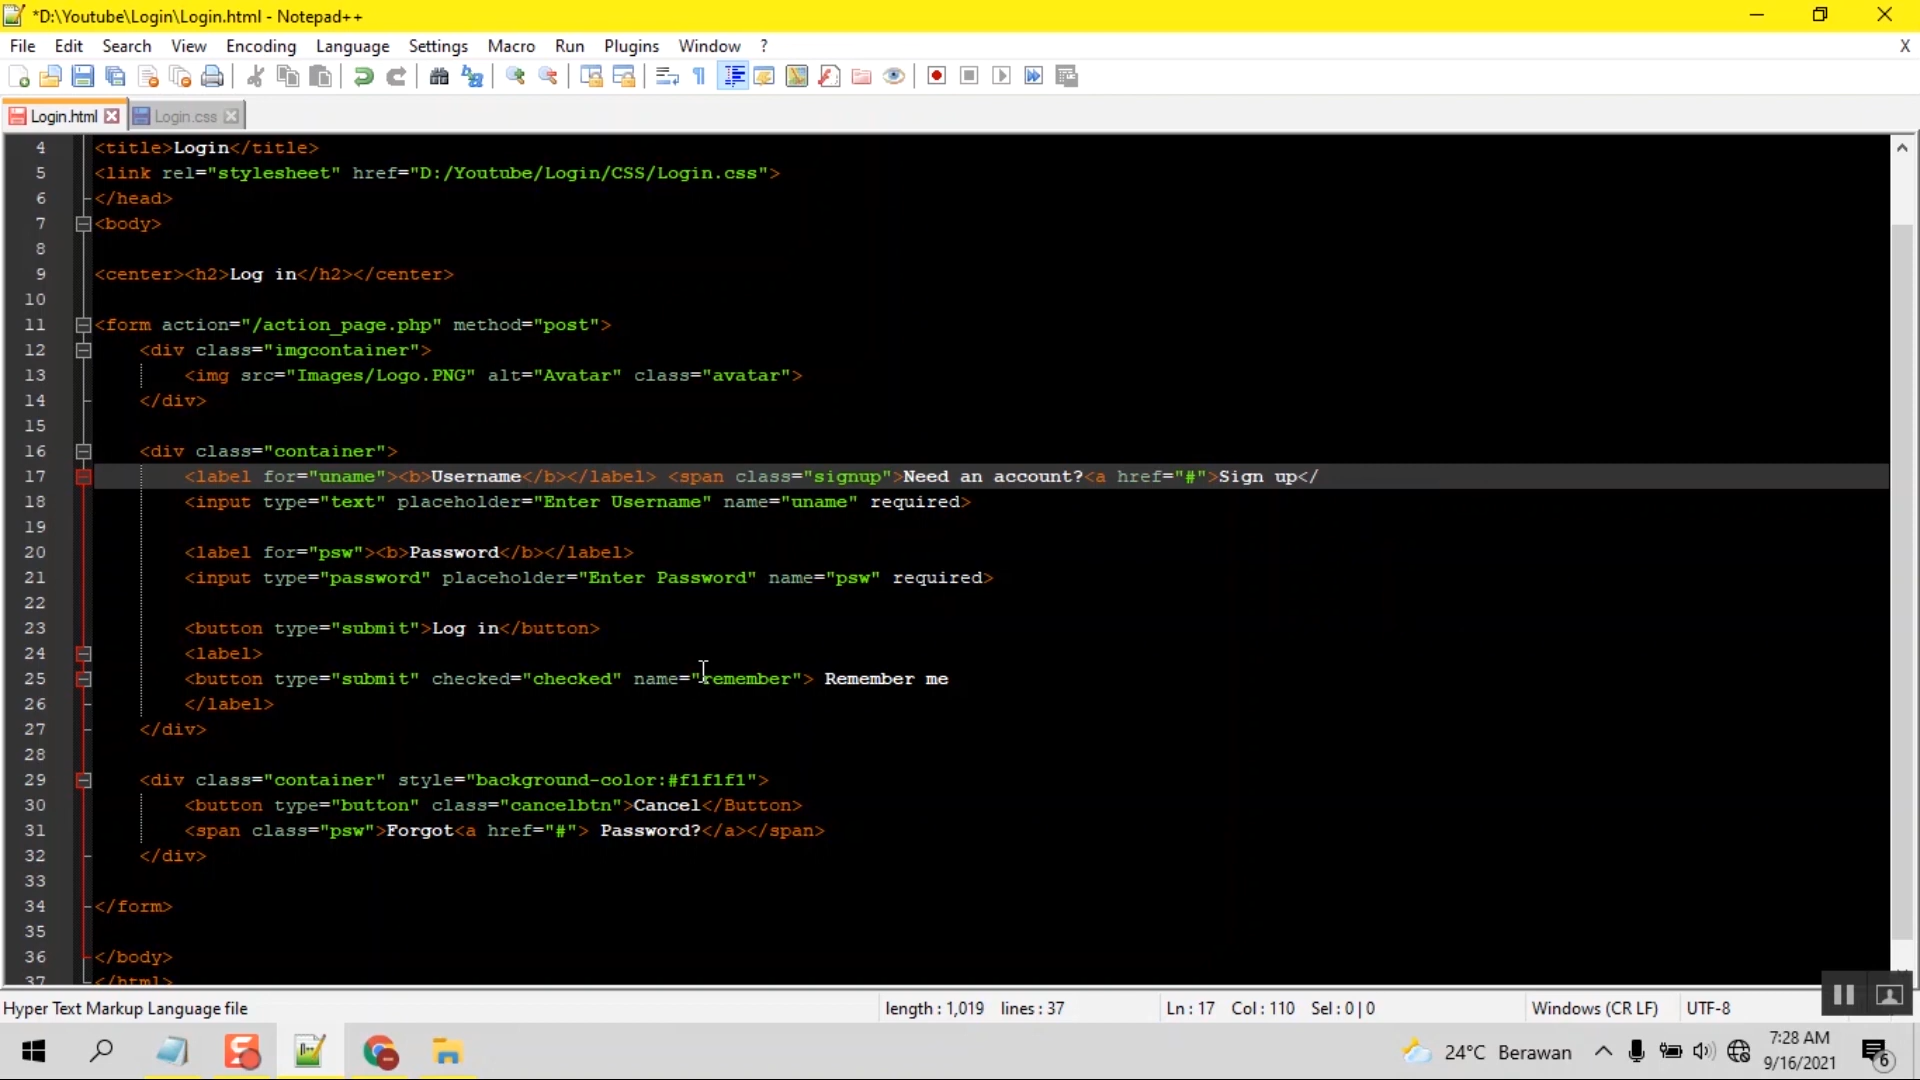 *D:\Youtube\Login\Login.html - Notepad++
File Edit Search View Encoding Language Settings Macro Run Plugins Window ? X
Login.html Login.css
4 <title>Login</title>
5 <link rel="stylesheet" href="D:/Youtube/Login/CSS/Login.css">
6 </head>
7 <body>
8
9 <center><h2>Log in</h2></center>
10
11 <form action="/action_page.php" method="post">
12 <div class="imgcontainer">
13 <img src="Images/Logo.PNG" alt="Avatar" class="avatar">
14 </div>
15
16 <div class="container">
17 <label for="uname"><b>Username</b></label> <span class="signup">Need an account?<a href="#">Sign up</
18 <input type="text" placeholder="Enter Username" name="uname" required>
19
20 <label for="psw"><b>Password</b></label>
21 <input type="password" placeholder="Enter Password" name="psw" required>
22
23 <button type="submit">Log in</button>
24 <label>
25 <button type="submit" checked="checked" name="remember"> Remember me
26 </label>
27 </div>
28
29 <div class="container" style="background-color:#f1f1f1">
30 <button type="button" class="cancelbtn">Cancel</Button>
31 <span class="psw">Forgot<a href="#"> Password?</a></span>
32 </div>
33
34 </form>
35
36 </body>
37 </html>
Hyper Text Markup Language file length : 1,019 lines : 37 Ln : 17 Col : 110 Sel : 0 | 0 Windows (CR LF) UTF-8
24°C Berawan 7:28 AM
9/16/2021 6